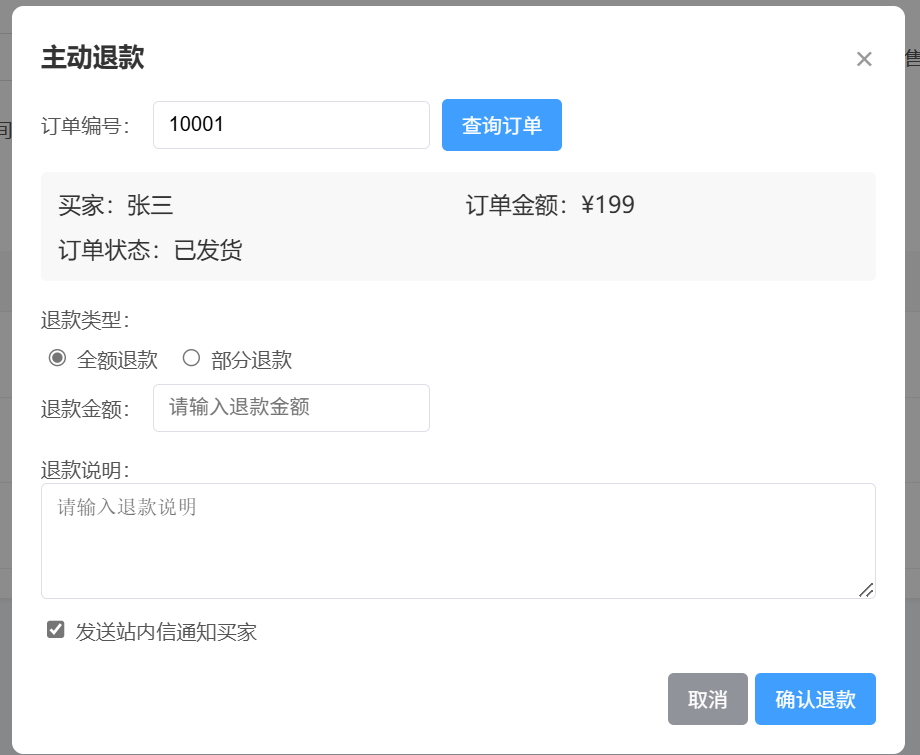 主动退款
×
售
间
订单编号：
10001
查询订单
买家：张三
订单金额：¥199
订单状态：已发货
退款类型：
全额退款
部分退款
退款金额：
请输入退款金额
退款说明：
请输入退款说明
发送站内信通知买家
取消
确认退款